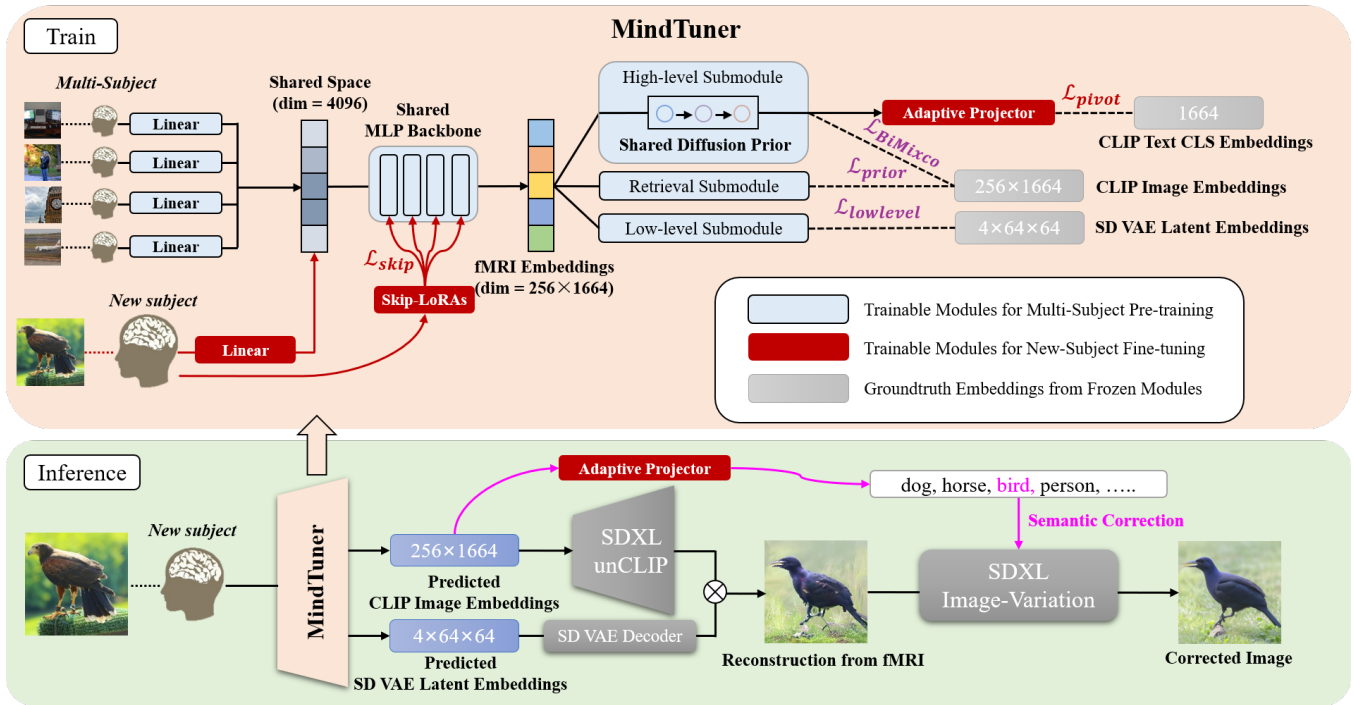 Train
MindTuner
Multi-Subject
Linear
Linear
Linear
Linear
Shared Space
(dim = 4096)
Shared
MLP Backbone
High-level Submodule
Shared Diffusion Prior
Retrieval Submodule
Low-level Submodule
Adaptive Projector
ℒpivot
1664
CLIP Text CLS Embeddings
ℒBiMixco
ℒprior
256×1664
CLIP Image Embeddings
ℒlowlevel
4×64×64
SD VAE Latent Embeddings
ℒskip
fMRI Embeddings
(dim = 256×1664)
Skip-LoRAs
New subject
Linear
Trainable Modules for Multi-Subject Pre-training
Trainable Modules for New-Subject Fine-tuning
Groundtruth Embeddings from Frozen Modules
Inference
New subject
MindTuner
Adaptive Projector
dog, horse, bird, person, …..
Semantic Correction
256×1664
Predicted
CLIP Image Embeddings
SDXL
unCLIP
4×64×64
Predicted
SD VAE Latent Embeddings
SD VAE Decoder
Reconstruction from fMRI
SDXL
Image-Variation
Corrected Image